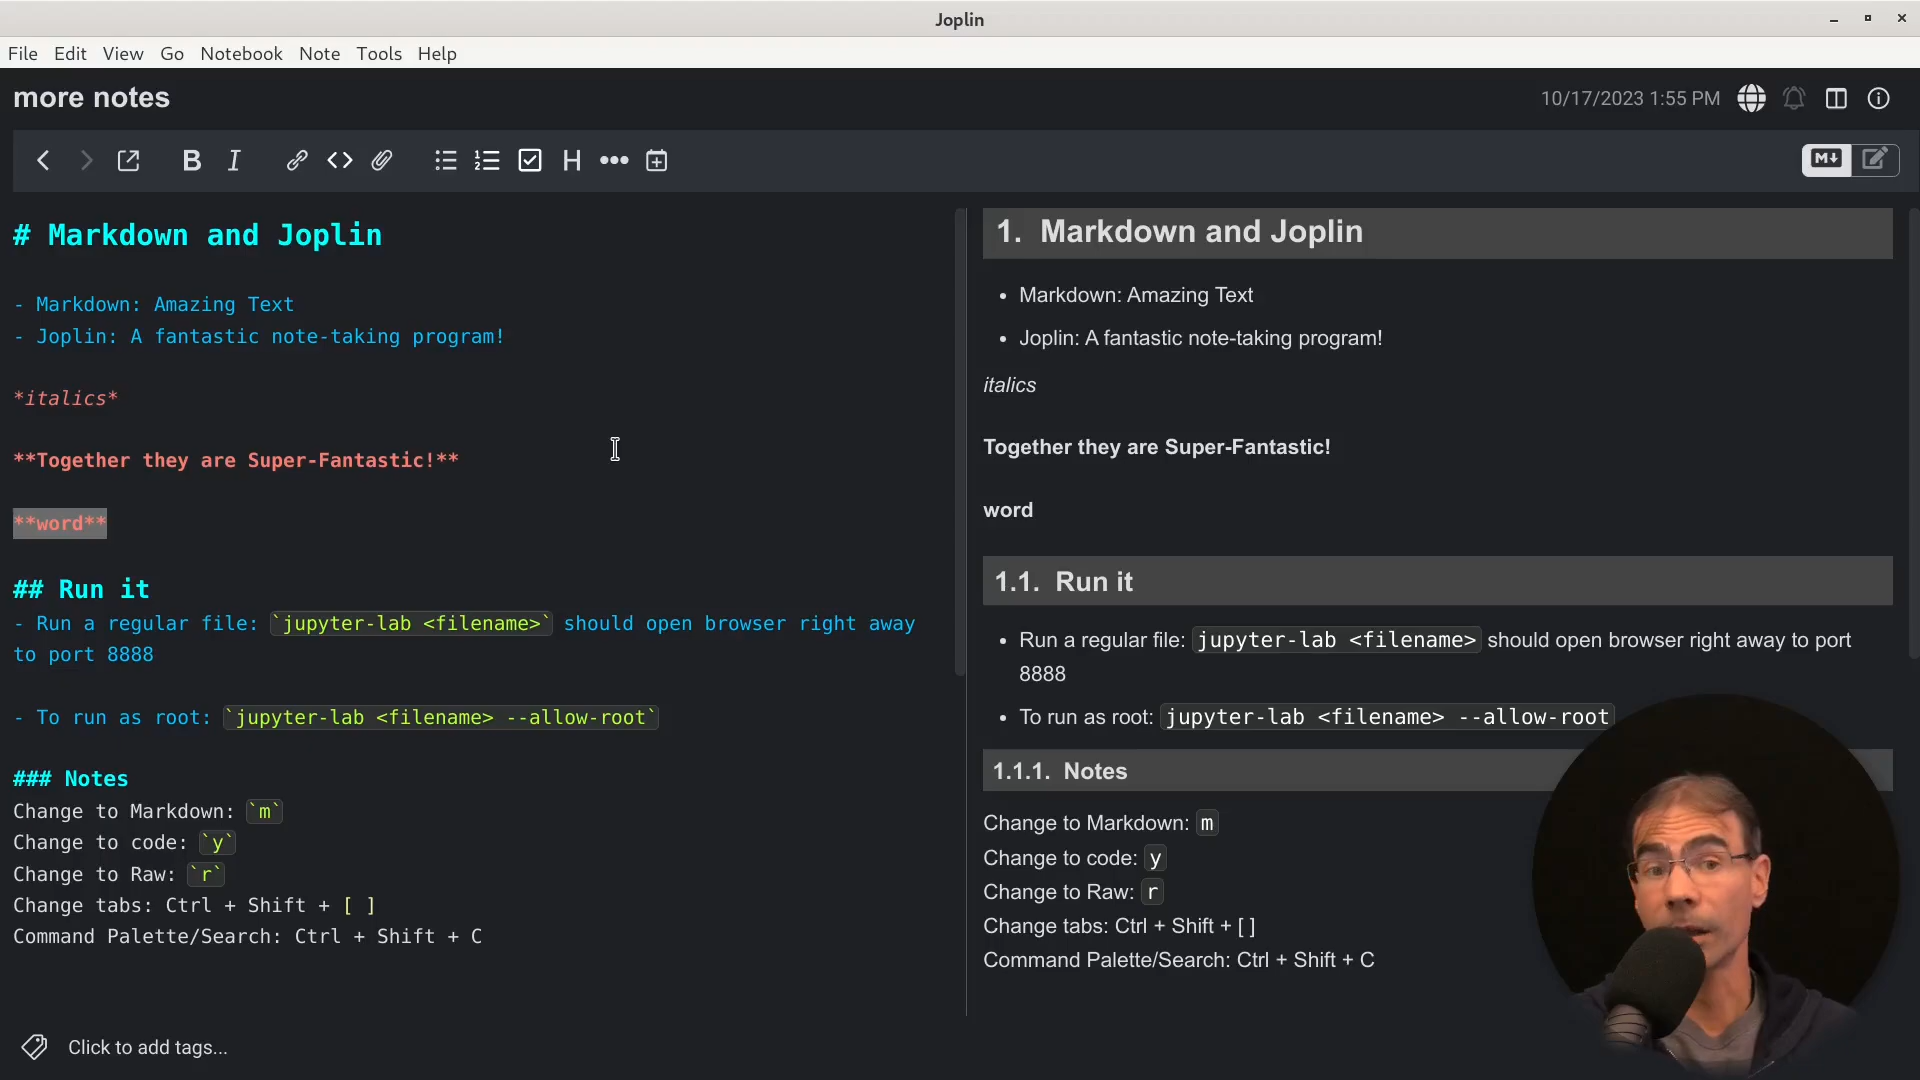 Joplin
File Edit View Go Notebook Note Tools Help
more notes
10/17/2023 1:55 PM
B I H M↓
# Markdown and Joplin
- Markdown: Amazing Text
- Joplin: A fantastic note-taking program!
*italics*
**Together they are Super-Fantastic!**
**word**
## Run it
- Run a regular file: `jupyter-lab <filename>` should open browser right away
to port 8888
- To run as root: `jupyter-lab <filename> --allow-root`
### Notes
Change to Markdown: `m`
Change to code: `y`
Change to Raw: `r`
Change tabs: Ctrl + Shift + [ ]
Command Palette/Search: Ctrl + Shift + C
1. Markdown and Joplin
• Markdown: Amazing Text
• Joplin: A fantastic note-taking program!
italics
Together they are Super-Fantastic!
word
1.1. Run it
• Run a regular file: jupyter-lab <filename> should open browser right away to port
8888
• To run as root: jupyter-lab <filename> --allow-root
1.1.1. Notes
Change to Markdown: m
Change to code: y
Change to Raw: r
Change tabs: Ctrl + Shift + [ ]
Command Palette/Search: Ctrl + Shift + C
Click to add tags...